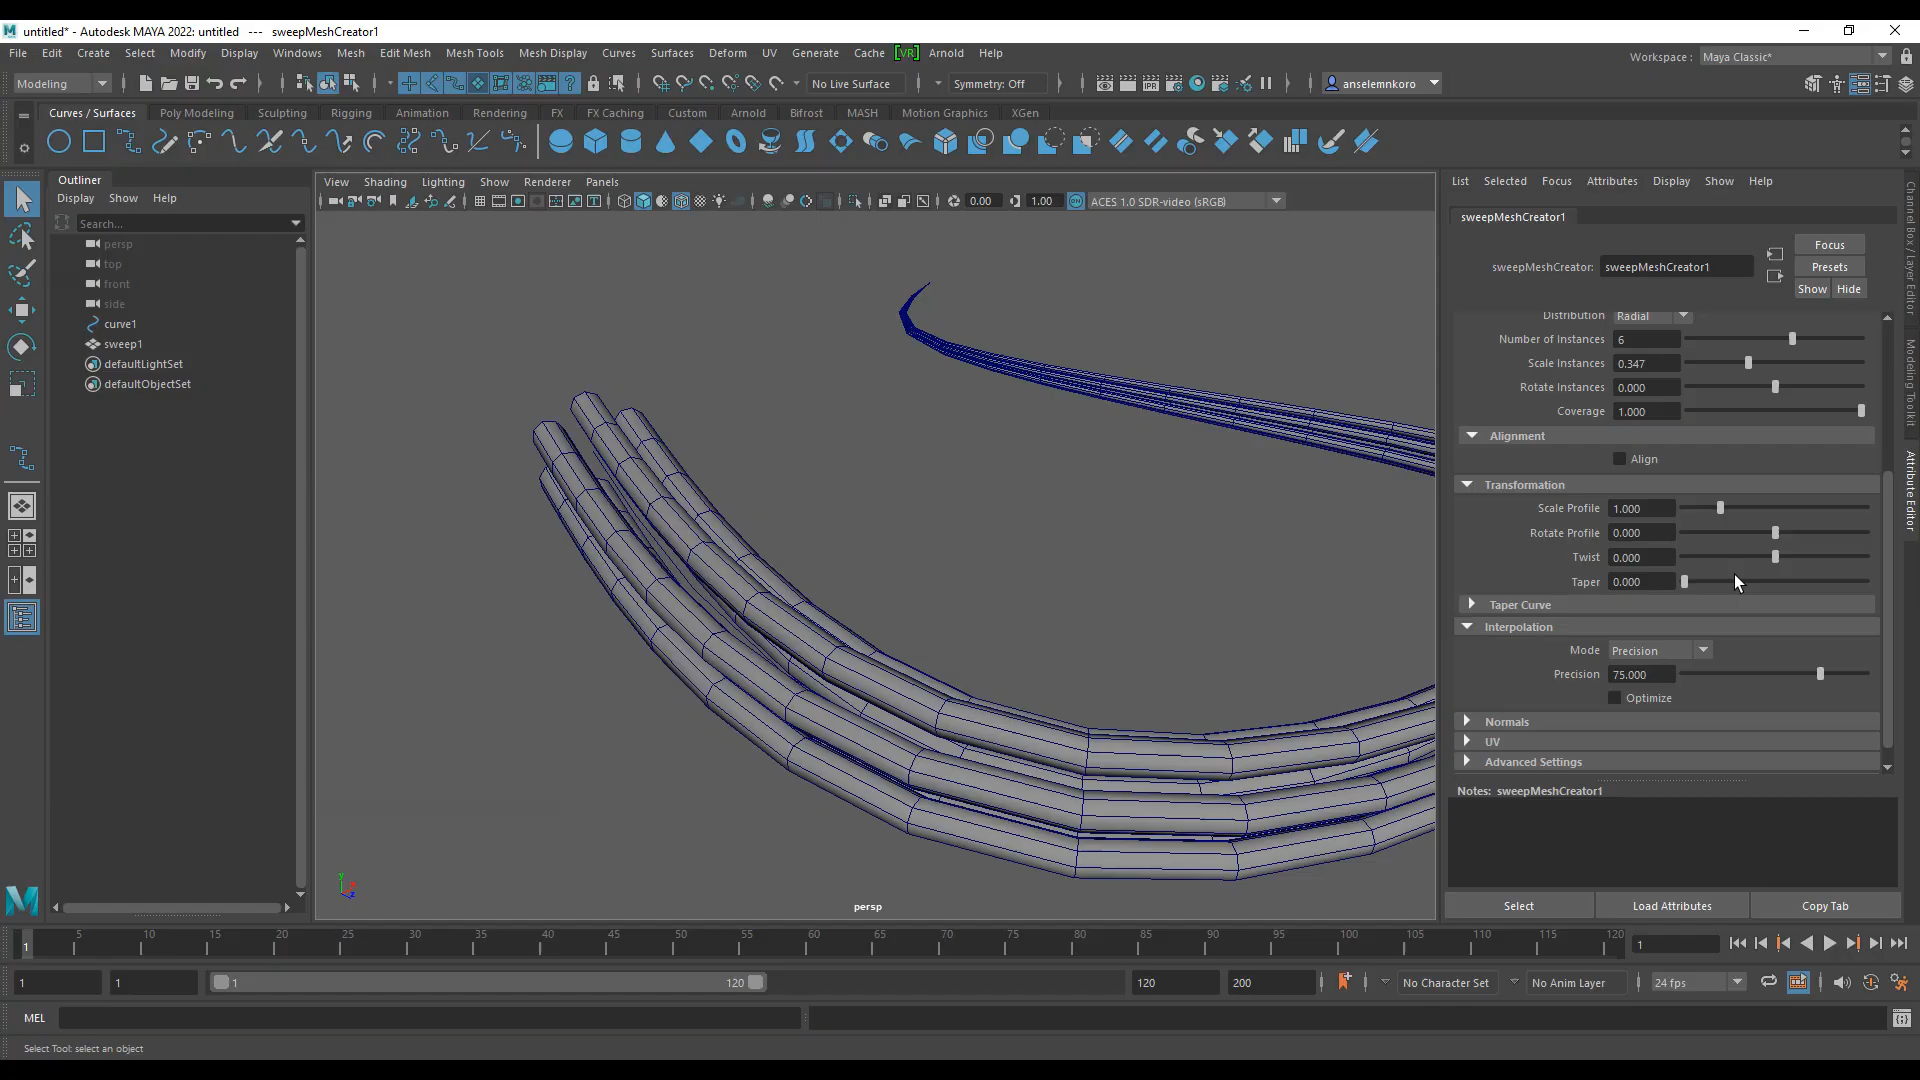 untitled* - Autodesk MAYA 2022: untitled --- sweepMeshCreator1
File Edit Create Select Modify Display Windows Mesh Edit Mesh Mesh Tools Mesh Display Curves Surfaces Deform UV Generate Cache [VR] Arnold Help
Workspace : Maya Classic*
Modeling No Live Surface Symmetry: Off anselemnkoro
IPR
Curves / Surfaces Poly Modeling Sculpting Rigging Animation Rendering FX FX Caching Custom Arnold Bifrost MASH Motion Graphics XGen
Outliner
Display Show Help
Search...
persp
top
front
side
curve1
sweep1
defaultLightSet
defaultObjectSet
View Shading Lighting Show Renderer Panels
0.00 1.00 ACES 1.0 SDR-video (sRGB)
y
z
persp
List Selected Focus Attributes Display Show Help
sweepMeshCreator1
Focus
sweepMeshCreator: sweepMeshCreator1 Presets
Show Hide
Distribution Radial
Number of Instances 6
Scale Instances 0.347
Rotate Instances 0.000
Coverage 1.000
Alignment
Align
Transformation
Scale Profile 1.000
Rotate Profile 0.000
Twist 0.000
Taper 0.000
Taper Curve
Interpolation
Mode Precision
Precision 75.000
Optimize
Normals
UV
Advanced Settings
Notes: sweepMeshCreator1
Select Load Attributes Copy Tab
Channel Box / Layer Editor
Modeling Toolkit
Attribute Editor
1 5 10 15 20 25 30 35 40 45 50 55 60 65 70 75 80 85 90 95 100 105 110 115 120 1
1 1 1 120 120 200 No Character Set No Anim Layer 24 fps
MEL
Select Tool: select an object